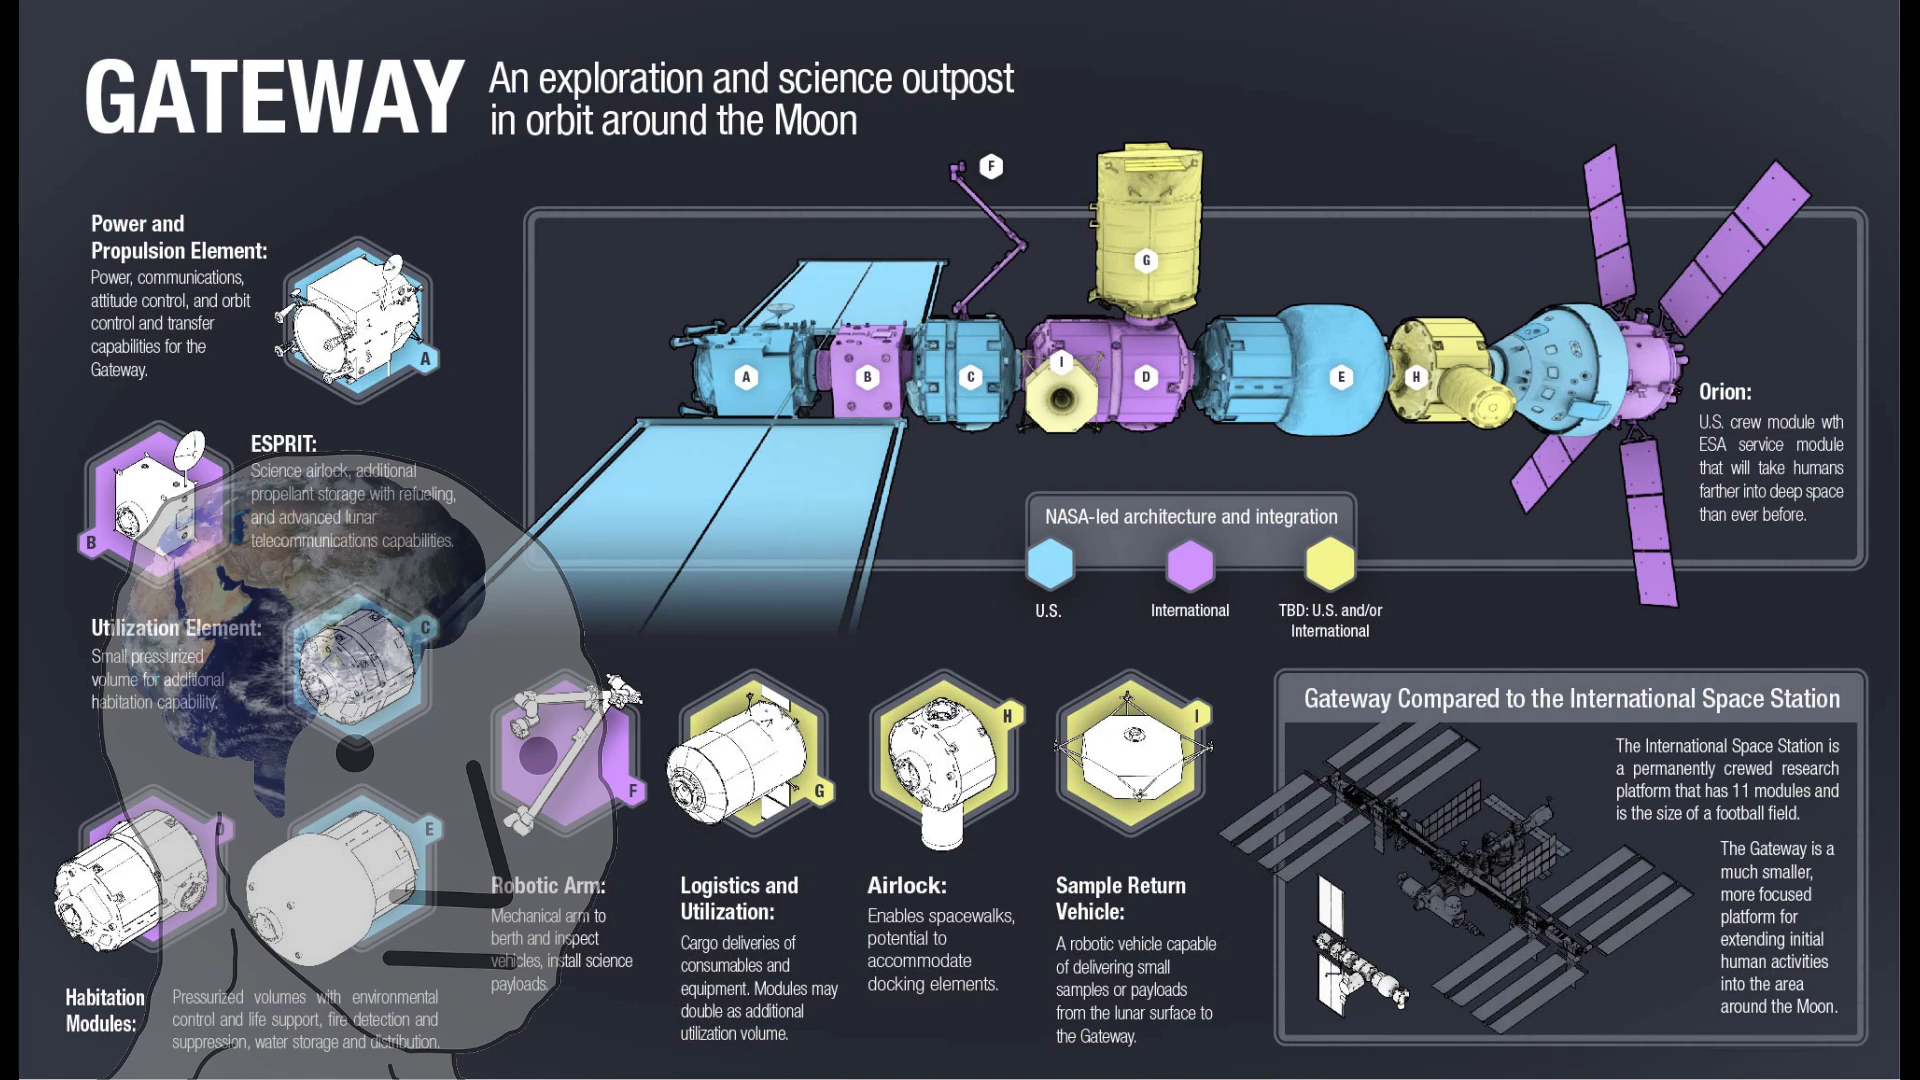 GATEWAY
An exploration and science outpost
in orbit around the Moon
Power and
Propulsion Element:
Power, communications,
attitude control, and orbit
control and transfer
capabilities for the
Gateway.
A
ESPRIT:
Science airlock, additional
propellant storage with refueling,
and advanced lunar
telecommunications capabilities.
B
Utilization Element:
Small pressurized
volume for additional
habitation capability.
C
D
E
Habitation
Modules:
Pressurized volumes with environmental
control and life support, fire detection and
suppression, water storage and distribution.
F
G
A
B
C
I
D
E
H
Orion:
U.S. crew module wth
ESA service module
that will take humans
farther into deep space
than ever before.
NASA-led architecture and integration
U.S.
International
TBD: U.S. and/or
International
F
Robotic Arm:
Mechanical arm to
berth and inspect
vehicles, install science
payloads.
G
Logistics and
Utilization:
Cargo deliveries of
consumables and
equipment. Modules may
double as additional
utilization volume.
H
Airlock:
Enables spacewalks,
potential to
accommodate
docking elements.
I
Sample Return
Vehicle:
A robotic vehicle capable
of delivering small
samples or payloads
from the lunar surface to
the Gateway.
Gateway Compared to the International Space Station
The International Space Station is
a permanently crewed research
platform that has 11 modules and
is the size of a football field.
The Gateway is a
much smaller,
more focused
platform for
extending initial
human activities
into the area
around the Moon.